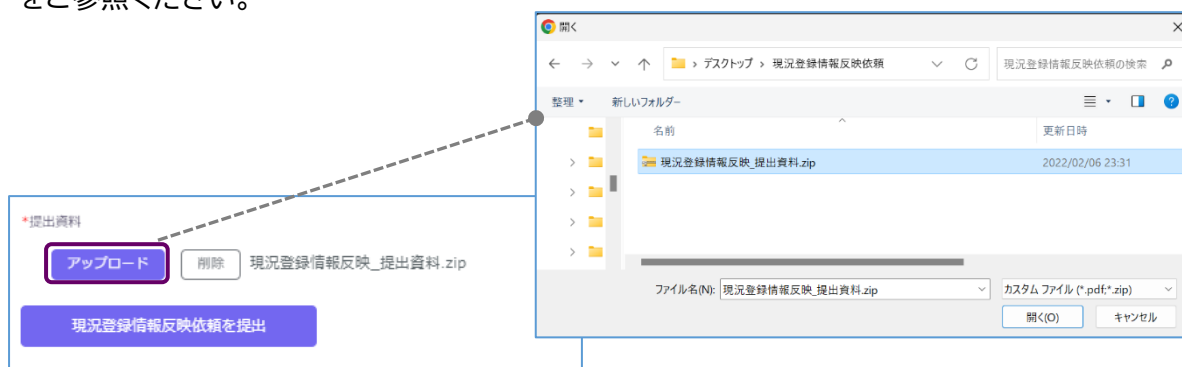 をご参照ください。
開く
デスクトップ > 現況登録情報反映依頼
現況登録情報反映依頼の検索
整理
新しいフォルダー
名前
更新日時
現況登録情報反映_提出資料.zip
2022/02/06 23:31
ファイル名(N):
現況登録情報反映_提出資料.zip
カスタム ファイル (*.pdf;*.zip)
開く(O)
キャンセル
*提出資料
アップロード
削除
現況登録情報反映_提出資料.zip
現況登録情報反映依頼を提出